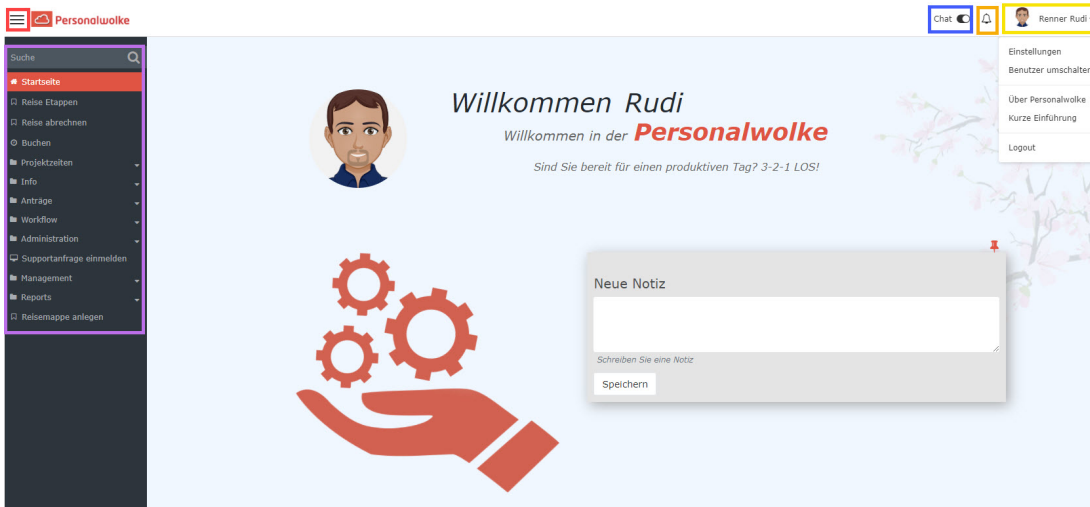 Personalwolke
Chat
Renner Rudi
Suche
Startseite
Reise Etappen
Reise abrechnen
Buchen
Projektzeiten
Info
Anträge
Workflow
Administration
Supportanfrage einmelden
Management
Reports
Reisemappe anlegen
Willkommen Rudi
Willkommen in der Personalwolke
Sind Sie bereit für einen produktiven Tag? 3-2-1 LOS!
Einstellungen
Benutzer umschalten
Über Personalwolke
Kurze Einführung
Logout
Neue Notiz
Schreiben Sie eine Notiz
Speichern